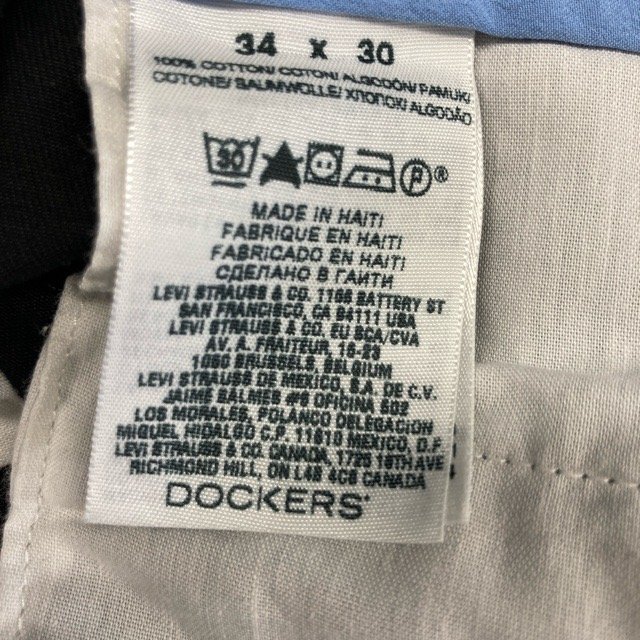 34 x 30
100% COTTON/ COTON/ ALGODÓN/ PAMUK/
COTONE/ BAUMWOLLE/ ХЛОПОК/ ALGODÃO
30 P ®
MADE IN HAITI
FABRIQUE EN HAITI
FABRICADO EN HAITI
СДЕЛАНО В ГАИТИ
LEVI STRAUSS & CO. 1155 BATTERY ST
SAN FRANCISCO, CA 94111 USA
LEVI STRAUSS & CO. EU BCA/CVA
AV. A. FRAITEUR, 15-23
1050 BRUSSELS, BELGIUM
LEVI STRAUSS DE MEXICO, S.A. DE C.V.
JAIME BALMES #8 OFICINA 602
LOS MORALES, POLANCO DELEGACION
MIGUEL HIDALGO C.P. 11510 MEXICO, D.F.
LEVI STRAUSS & CO. CANADA, 1725 16TH AVE
RICHMOND HILL, ON L4B 4C6 CANADA
DOCKERS®